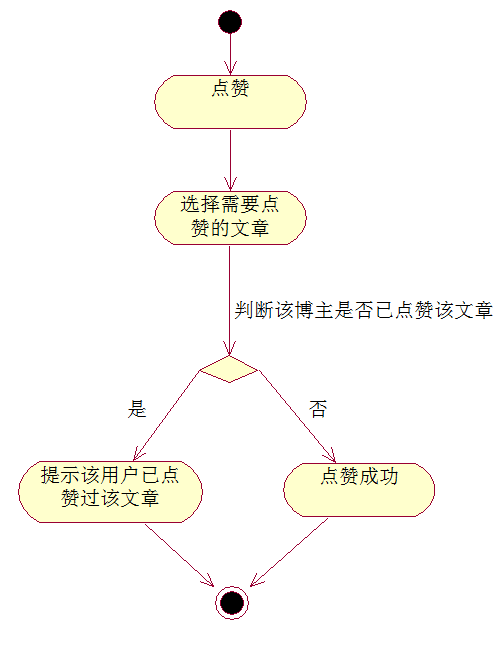 点赞
选择需要点
赞的文章
判断该博主是否已点赞该文章
是
否
提示该用户已点
赞过该文章
点赞成功